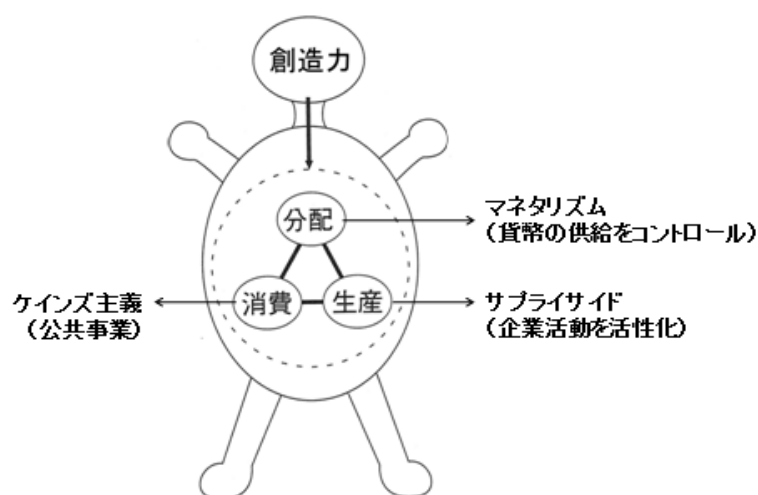 創造力
分配
マネタリズム
（貨幣の供給をコントロール）
消費
生産
ケインズ主義
（公共事業）
サプライサイド
（企業活動を活性化）